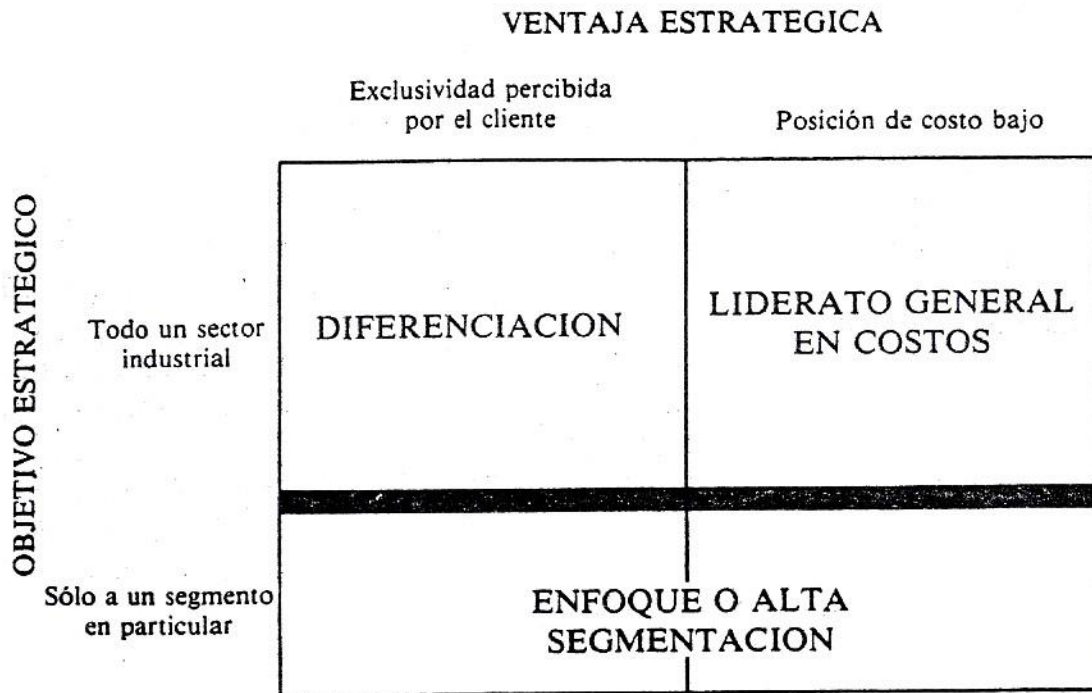 VENTAJA ESTRATEGICA
Exclusividad percibida
por el cliente
Posición de costo bajo
OBJETIVO ESTRATEGICO
Todo un sector
industrial
DIFERENCIACION
LIDERATO GENERAL
EN COSTOS
Sólo a un segmento
en particular
ENFOQUE O ALTA
SEGMENTACION